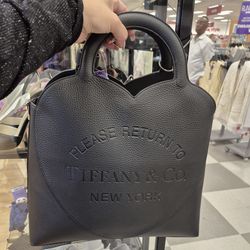 PLEASE RETURN TO
TIFFANY & CO.
NEW YORK